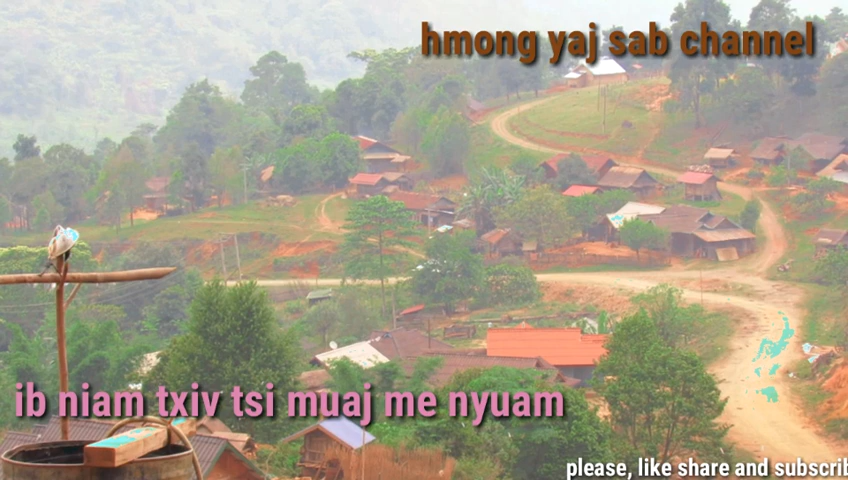 hmong yaj sab channel
ib niam txiv tsi muaj me nyuam
please, like share and subscrib